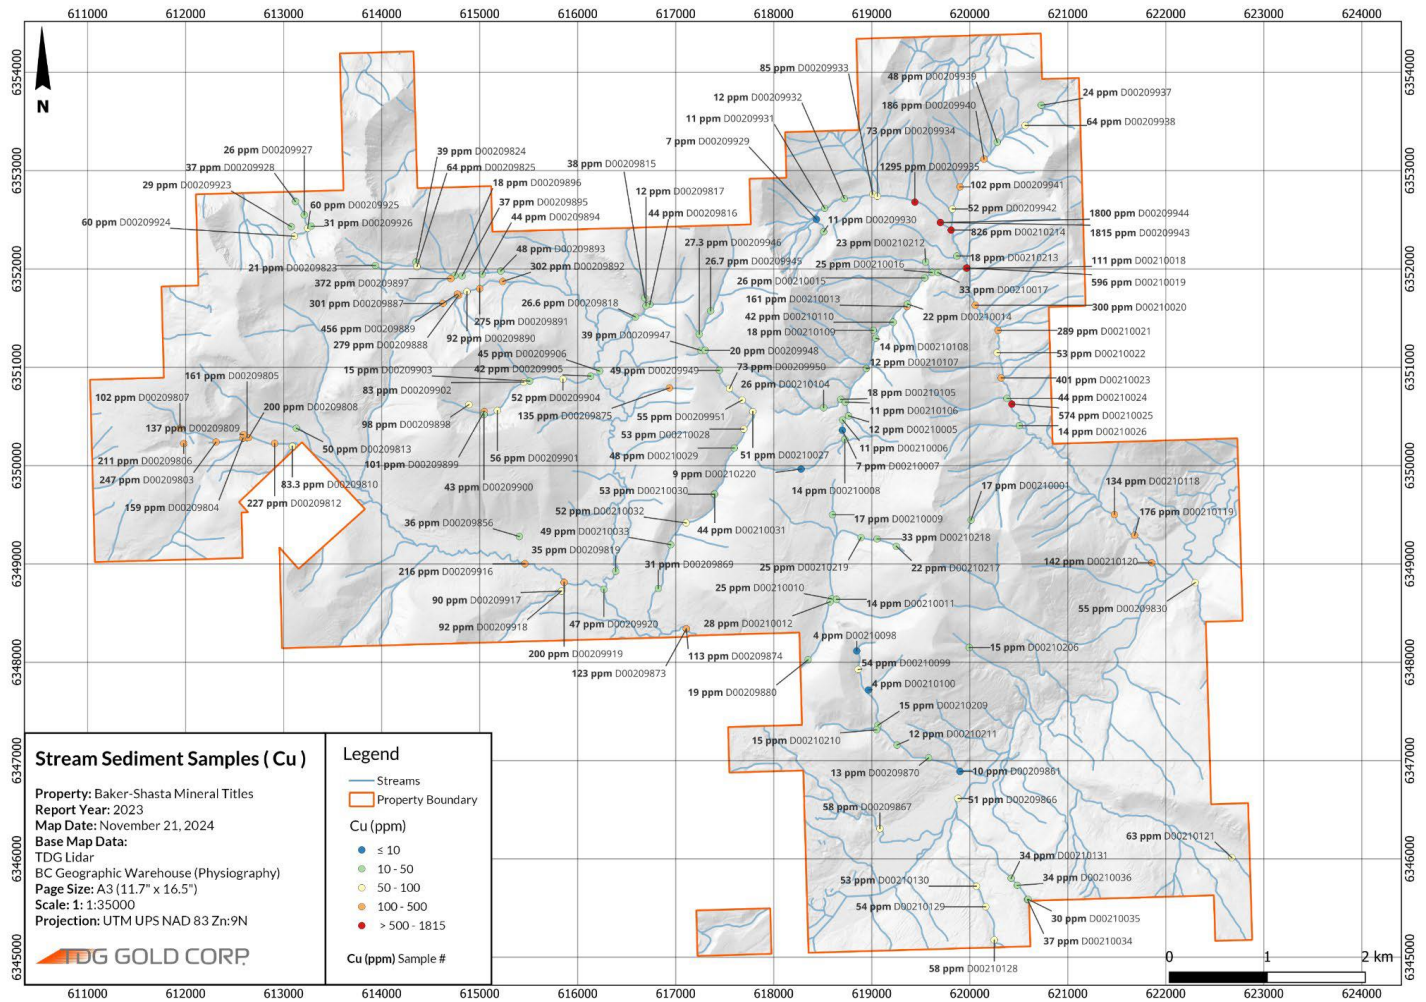 611000 612000 613000 614000 615000 616000 617000 618000 619000 620000 621000 622000 623000 624000
6354000 6353000 6352000 6351000 6350000 6349000 6348000 6347000 6346000 6345000
N
85 ppm D00209933
48 ppm D00209939
24 ppm D00209937
12 ppm D00209932
186 ppm D00209940
64 ppm D00209938
11 ppm D00209931
73 ppm D00209934
7 ppm D00209929
26 ppm D00209927
39 ppm D00209824
38 ppm D00209815
1295 ppm D00209935
37 ppm D00209928
64 ppm D00209825
29 ppm D00209923
18 ppm D00209896
12 ppm D00209817
102 ppm D00209941
60 ppm D00209925
37 ppm D00209895
44 ppm D00209816
52 ppm D00209942
60 ppm D00209924
31 ppm D00209926
44 ppm D00209894
11 ppm D00209930
1800 ppm D00209944
826 ppm D00210214
1815 ppm D00209943
27.3 ppm D00209946
23 ppm D00210212
48 ppm D00209893
26.7 ppm D00209945
18 ppm D00210213
111 ppm D00210018
21 ppm D00209823
302 ppm D00209892
25 ppm D00210016
372 ppm D00209897
26 ppm D00210015
596 ppm D00210019
33 ppm D00210017
301 ppm D00209887
26.6 ppm D00209818
161 ppm D00210013
300 ppm D00210020
456 ppm D00209889
275 ppm D00209891
42 ppm D00210110
22 ppm D00210014
279 ppm D00209888
92 ppm D00209890
39 ppm D00209947
18 ppm D00210109
289 ppm D00210021
45 ppm D00209906
20 ppm D00209948
14 ppm D00210108
53 ppm D00210022
15 ppm D00209903
42 ppm D00209905
49 ppm D00209949
73 ppm D00209950
12 ppm D00210107
161 ppm D00209805
83 ppm D00209902
26 ppm D00210104
401 ppm D00210023
102 ppm D00209807
200 ppm D00209808
52 ppm D00209904
18 ppm D00210105
44 ppm D00210024
135 ppm D00209875
55 ppm D00209951
11 ppm D00210106
574 ppm D00210025
137 ppm D00209809
98 ppm D00209898
53 ppm D00210028
12 ppm D00210005
14 ppm D00210026
50 ppm D00209813
11 ppm D00210006
211 ppm D00209806
101 ppm D00209899
56 ppm D00209901
48 ppm D00210029
51 ppm D00210027
7 ppm D00210007
247 ppm D00209803
83.3 ppm D00209810
43 ppm D00209900
9 ppm D00210220
134 ppm D00210118
159 ppm D00209804
227 ppm D00209812
53 ppm D00210030
14 ppm D00210008
17 ppm D00210001
52 ppm D00210032
176 ppm D00210119
36 ppm D00209856
49 ppm D00210033
44 ppm D00210031
17 ppm D00210009
35 ppm D00209819
33 ppm D00210218
216 ppm D00209916
31 ppm D00209869
25 ppm D00210219
22 ppm D00210217
142 ppm D00210120
90 ppm D00209917
25 ppm D00210010
14 ppm D00210011
55 ppm D00209830
92 ppm D00209918
47 ppm D00209920
28 ppm D00210012
4 ppm D00210098
200 ppm D00209919
113 ppm D00209874
54 ppm D00210099
15 ppm D00210206
123 ppm D00209873
19 ppm D00209880
4 ppm D00210100
15 ppm D00210209
15 ppm D00210210
12 ppm D00210211
13 ppm D00209870
10 ppm D00209861
58 ppm D00209867
51 ppm D00209866
63 ppm D00210121
34 ppm D00210131
53 ppm D00210130
34 ppm D00210036
54 ppm D00210129
30 ppm D00210035
37 ppm D00210034
58 ppm D00210128
Stream Sediment Samples ( Cu )
Property: Baker-Shasta Mineral Titles
Report Year: 2023
Map Date: November 21, 2024
Base Map Data:
TDG Lidar
BC Geographic Warehouse (Physiography)
Page Size: A3 (11.7" x 16.5")
Scale: 1: 1:35000
Projection: UTM UPS NAD 83 Zn:9N
TDG GOLD CORP.
Legend
Streams
Property Boundary
Cu (ppm)
≤ 10
10 - 50
50 - 100
100 - 500
> 500 - 1815
Cu (ppm) Sample #
0 1 2 km
6354000 6353000 6352000 6351000 6350000 6349000 6348000 6347000 6346000 6345000
611000 612000 613000 614000 615000 616000 617000 618000 619000 620000 621000 622000 623000 624000